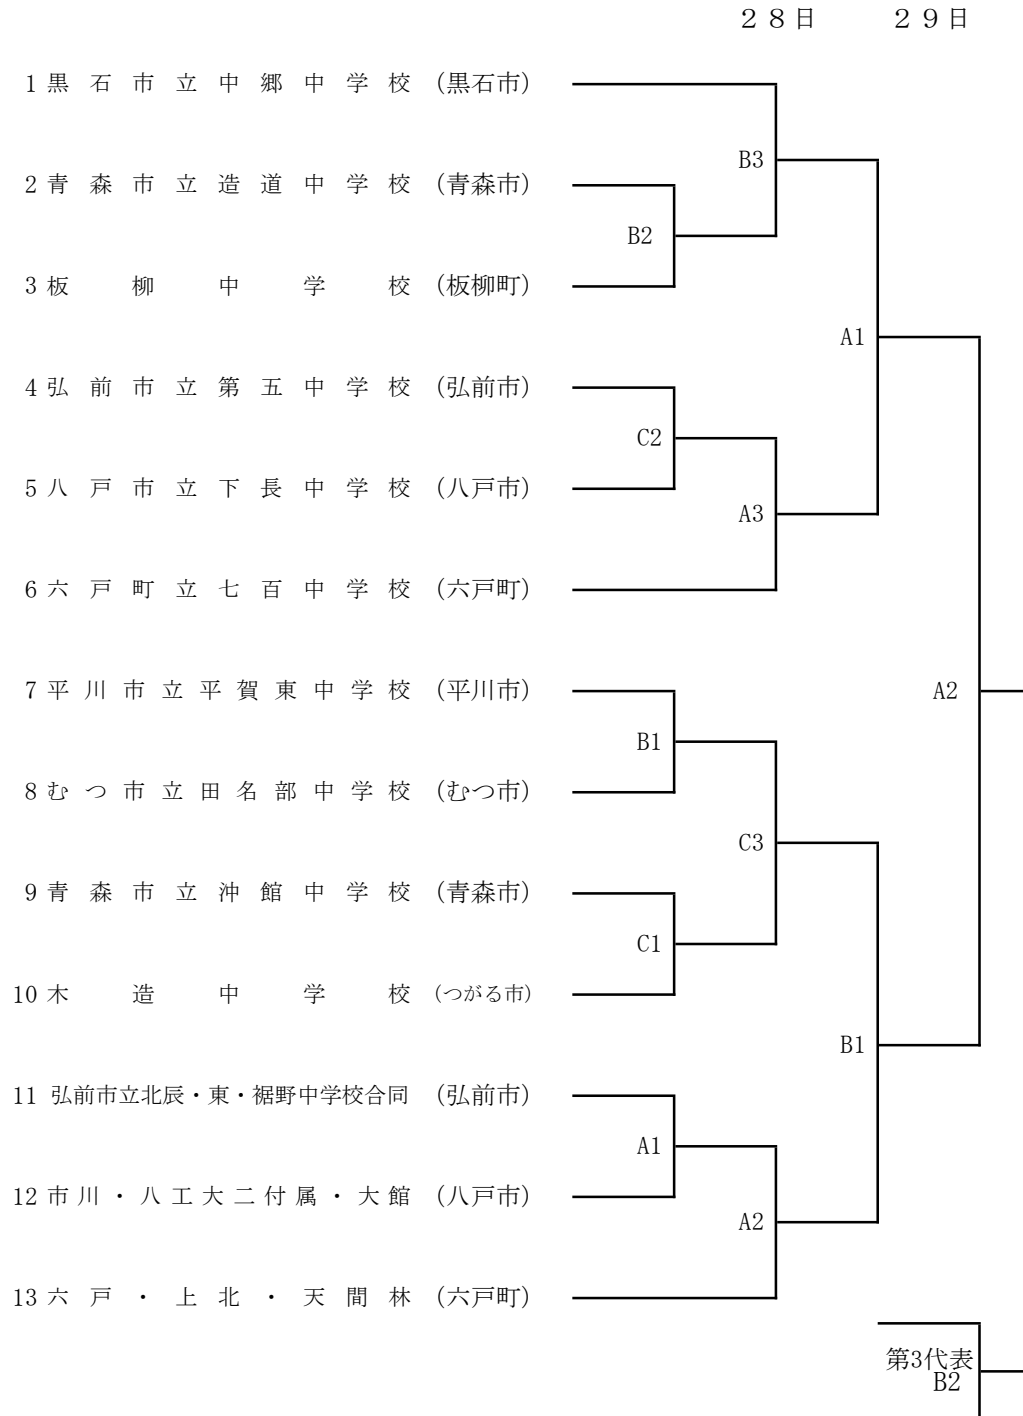 ２８日 ２９日
1 黒石市立中郷中学校 (黒石市)
B3
2 青森市立造道中学校 (青森市)
B2
3 板柳中学校 (板柳町)
A1
4 弘前市立第五中学校 (弘前市)
C2
5 八戸市立下長中学校 (八戸市)
A3
6 六戸町立七百中学校 (六戸町)
7 平川市立平賀東中学校 (平川市)
A2
B1
8 むつ市立田名部中学校 (むつ市)
C3
9 青森市立沖館中学校 (青森市)
C1
10 木造中学校 (つがる市)
B1
11 弘前市立北辰・東・裾野中学校合同 (弘前市)
A1
12 市川・八工大二付属・大館 (八戸市)
A2
13 六戸・上北・天間林 (六戸町)
第3代表
B2